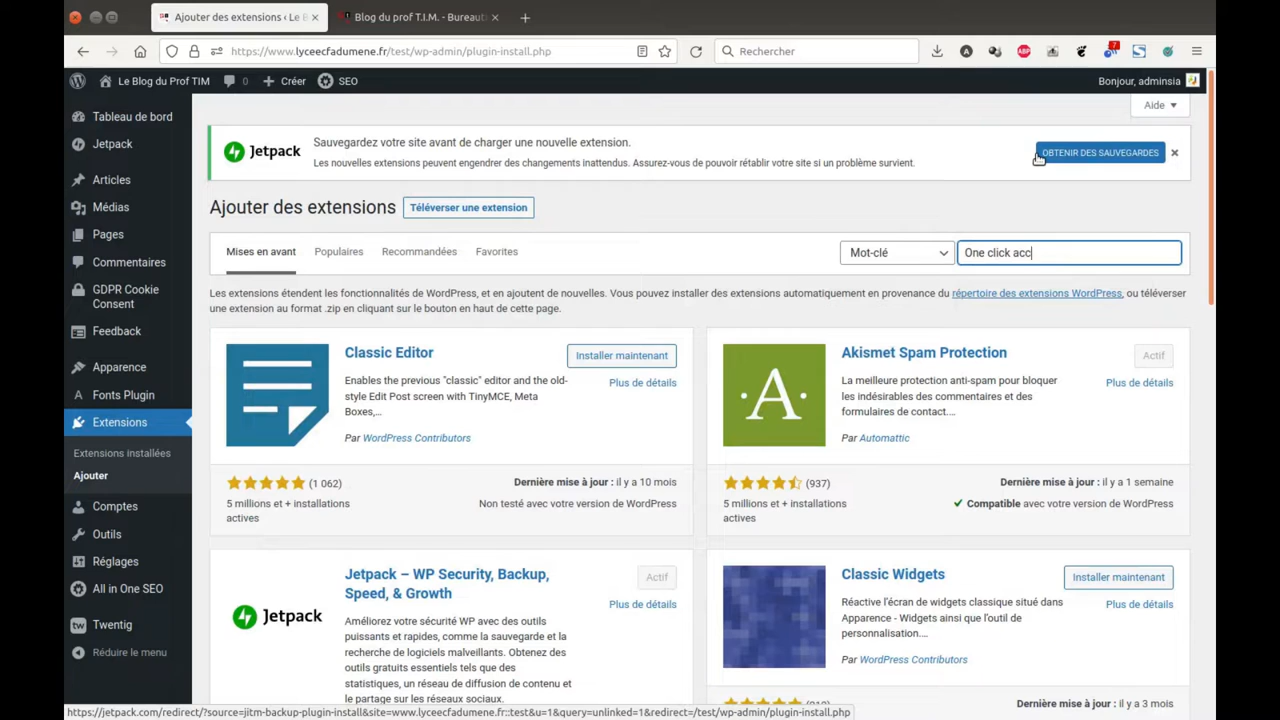 Ajouter des extensions ‹ Le B
Blog du prof T.I.M. - Bureauti
https://www.lyceecfadumene.fr/test/wp-admin/plugin-install.php
Rechercher
ABP
7
Le Blog du Prof TIM
0
Créer
SEO
Bonjour, adminsia
Tableau de bord
Jetpack
Articles
Médias
Pages
Commentaires
GDPR Cookie
Consent
Feedback
Apparence
Fonts Plugin
Extensions
Extensions installées
Ajouter
Comptes
Outils
Réglages
All in One SEO
Twentig
Réduire le menu
Aide
Jetpack
Sauvegardez votre site avant de charger une nouvelle extension.
Les nouvelles extensions peuvent engendrer des changements inattendus. Assurez-vous de pouvoir rétablir votre site si un problème survient.
OBTENIR DES SAUVEGARDES
Ajouter des extensions
Téléverser une extension
Mises en avant
Populaires
Recommandées
Favorites
Mot-clé
One click acc
Les extensions étendent les fonctionnalités de WordPress, et en ajoutent de nouvelles. Vous pouvez installer des extensions automatiquement en provenance du répertoire des extensions WordPress, ou téléverser
une extension au format .zip en cliquant sur le bouton en haut de cette page.
Classic Editor
Installer maintenant
Plus de détails
Enables the previous "classic" editor and the old-
style Edit Post screen with TinyMCE, Meta
Boxes,...
Par WordPress Contributors
(1 062)
5 millions et + installations
actives
Dernière mise à jour : il y a 10 mois
Non testé avec votre version de WordPress
Akismet Spam Protection
Actif
Plus de détails
La meilleure protection anti-spam pour bloquer
les indésirables des commentaires et des
formulaires de contact....
Par Automattic
(937)
5 millions et + installations
actives
Dernière mise à jour : il y a 1 semaine
Compatible avec votre version de WordPress
Jetpack
Jetpack – WP Security, Backup,
Speed, & Growth
Actif
Plus de détails
Améliorez votre sécurité WP avec des outils
puissants et rapides, comme la sauvegarde et la
recherche de logiciels malveillants. Obtenez des
outils gratuits essentiels tels que des
statistiques, un réseau de diffusion de contenu et
le partage sur les réseaux sociaux.
Classic Widgets
Installer maintenant
Plus de détails
Réactive l'écran de widgets classique situé dans
Apparence - Widgets ainsi que l'outil de
personnalisation....
Par WordPress Contributors
Dernière mise à jour : il y a 3 mois
https://jetpack.com/redirect/?source=jitm-backup-plugin-install&site=www.lyceecfadumene.fr::test&u=1&query=unlinked=1&redirect=/test/wp-admin/plugin-install.php